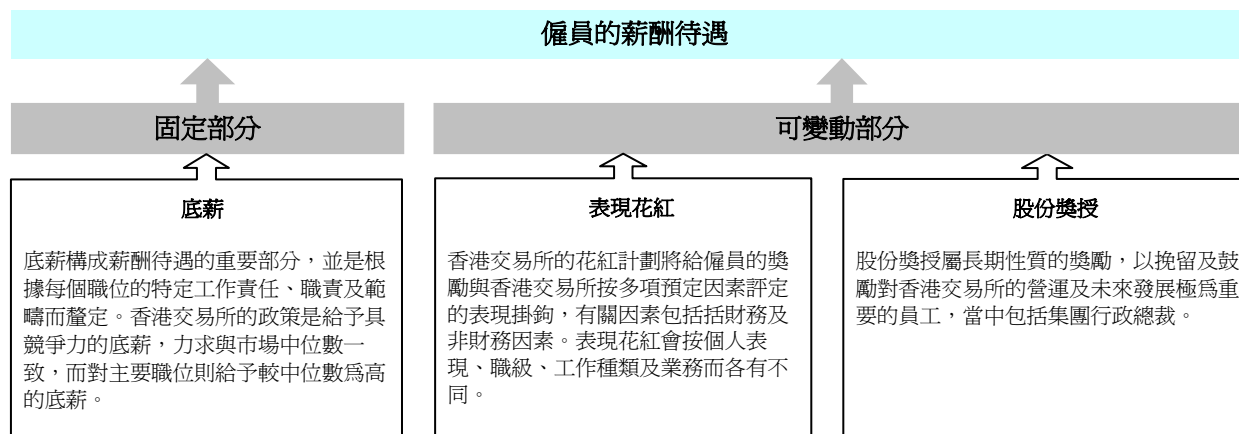 僱員的薪酬待遇
固定部分
可變動部分
底薪
底薪構成薪酬待遇的重要部分，並是根
據每個職位的特定工作責任、職責及範
疇而釐定。香港交易所的政策是給予具
競爭力的底薪，力求與市場中位數一
致，而對主要職位則給予較中位數爲高
的底薪。
表現花紅
香港交易所的花紅計劃將給僱員的獎
勵與香港交易所按多項預定因素評定
的表現掛鈎，有關因素包括括財務及
非財務因素。表現花紅會按個人表
現、職級、工作種類及業務而各有不
同。
股份獎授
股份獎授屬長期性質的獎勵，以挽留及鼓
勵對香港交易所的營運及未來發展極爲重
要的員工，當中包括集團行政總裁。